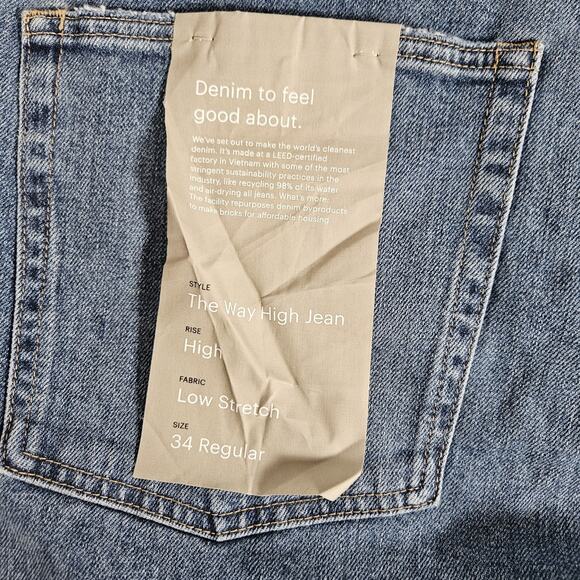 Denim to feel
good about.
We've set out to make the world's cleanest
denim. It's made at a LEED-certified
factory in Vietnam with some of the most
stringent sustainability practices in the
industry, like recycling 98% of its water
and air-drying all jeans. What's more:
The facility repurposes denim byproducts
to make bricks for affordable housing
STYLE
The Way High Jean
RISE
High
FABRIC
Low Stretch
SIZE
34 Regular